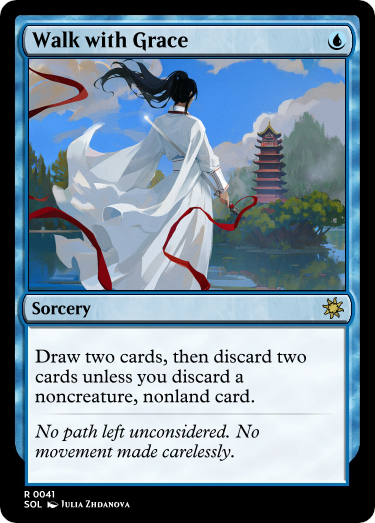 Walk with Grace
Sorcery
Draw two cards, then discard two
cards unless you discard a
noncreature, nonland card.
No path left unconsidered. No
movement made carelessly.
R 0041
SOL Julia Zhdanova